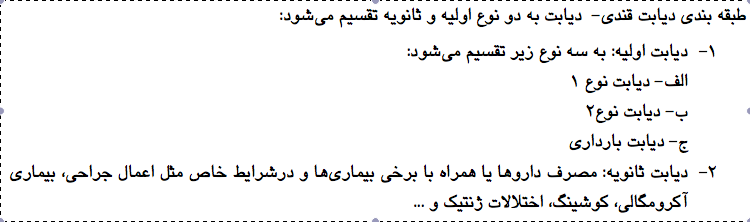 طبقه بندی دیابت قندی- دیابت به دو نوع اولیه و ثانویه تقسیم می‌شود:
۱- دیابت اولیه: به سه نوع زیر تقسیم می‌شود:
الف- دیابت نوع ۱
ب- دیابت نوع۲
ج- دیابت بارداری
۲- دیابت ثانویه: مصرف داروها یا همراه با برخی بیماری‌ها و درشرایط خاص مثل اعمال جراحی، بیماری
آکرومگالی، کوشینگ، اختلالات ژنتیک و ...